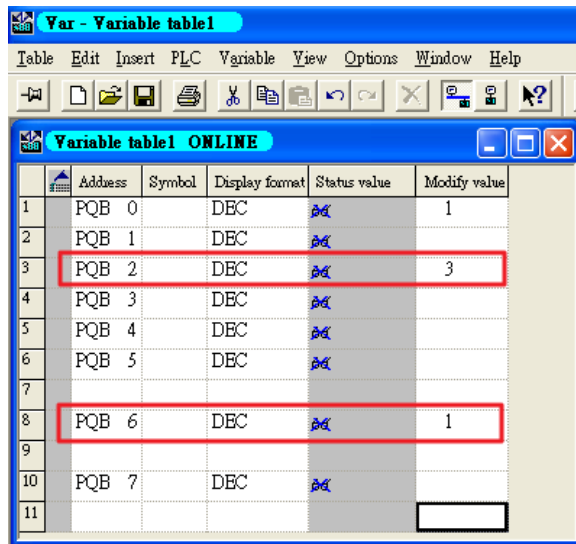 Var - Variable table1
Table Edit Insert PLC Variable View Options Window Help
Variable table1 ONLINE
Address Symbol Display format Status value Modify value
1 PQB 0 DEC 1
2 PQB 1 DEC
3 PQB 2 DEC 3
4 PQB 3 DEC
5 PQB 4 DEC
6 PQB 5 DEC
7
8 PQB 6 DEC 1
9
10 PQB 7 DEC
11